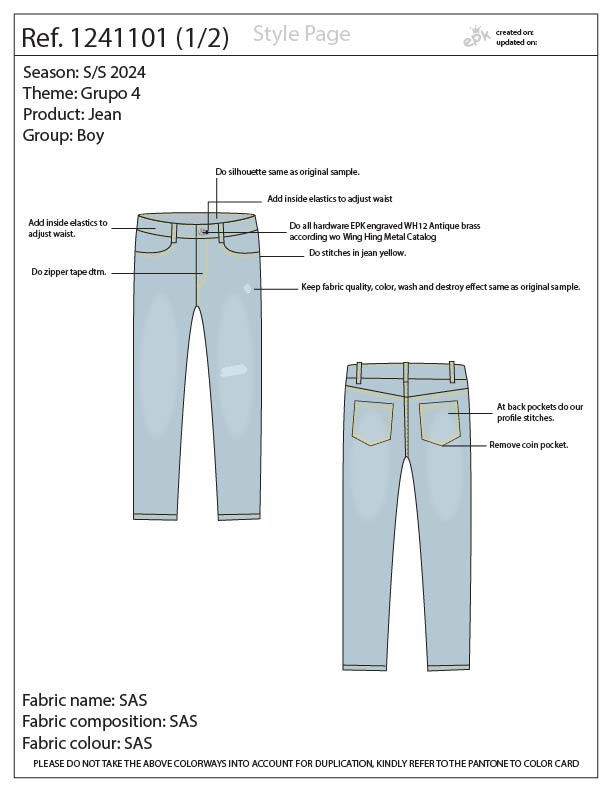 Ref. 1241101 (1/2)
Style Page
epk
created on:
updated on:
Season: S/S 2024
Theme: Grupo 4
Product: Jean
Group: Boy
Do silhouette same as original sample.
Add inside elastics to adjust waist
Add inside elastics to
adjust waist.
Do all hardware EPK engraved WH12 Antique brass
according wo Wing Hing Metal Catalog
Do stitches in jean yellow.
Do zipper tape dtm.
Keep fabric quality, color, wash and destroy effect same as original sample.
At back pockets do our
profile stitches.
Remove coin pocket.
Fabric name: SAS
Fabric composition: SAS
Fabric colour: SAS
PLEASE DO NOT TAKE THE ABOVE COLORWAYS INTO ACCOUNT FOR DUPLICATION, KINDLY REFER TO THE PANTONE TO COLOR CARD